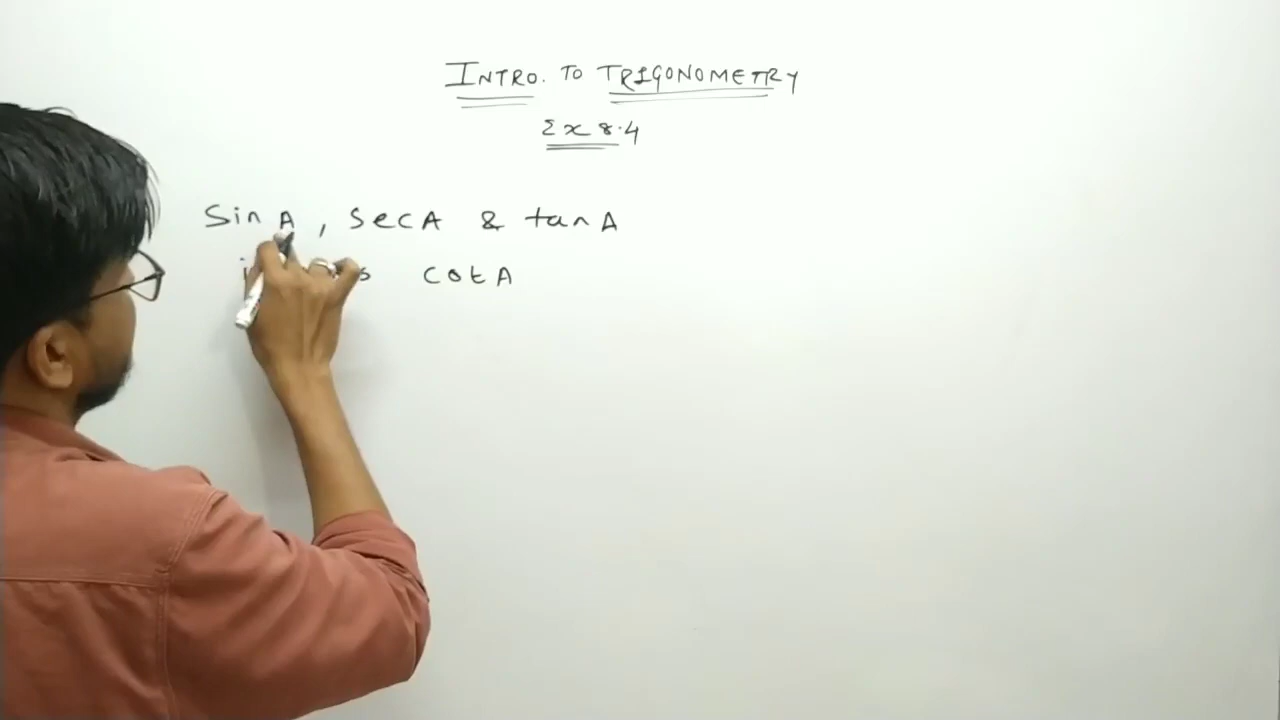 INTRO. TO TRIGONOMETRY
Ex 8.4
Sin A , Sec A & tan A
cot A